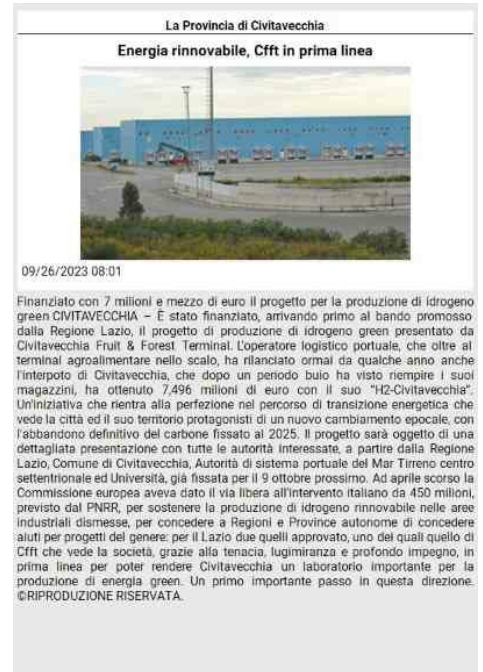 La Provincia di Civitavecchia
Energia rinnovabile, Cfft in prima linea
09/26/2023 08:01
Finanziato con 7 milioni e mezzo di euro il progetto per la produzione di idrogeno
green CIVITAVECCHIA – È stato finanziato, arrivando primo al bando promosso
dalla Regione Lazio, il progetto di produzione di idrogeno green presentato da
Civitavecchia Fruit & Forest Terminal. L'operatore logistico portuale, che oltre al
terminal agroalimentare nello scalo, ha rilanciato ormai da qualche anno anche
l'interpoto di Civitavecchia, che dopo un periodo buio ha visto riempire i suoi
magazzini, ha ottenuto 7,496 milioni di euro con il suo "H2-Civitavecchia".
Un'iniziativa che rientra alla perfezione nel percorso di transizione energetica che
vede la città ed il suo territorio protagonisti di un nuovo cambiamento epocale, con
l'abbandono definitivo del carbone fissato al 2025. Il progetto sarà oggetto di una
dettagliata presentazione con tutte le autorità interessate, a partire dalla Regione
Lazio, Comune di Civitavecchia, Autorità di sistema portuale del Mar Tirreno centro
settentrionale ed Università, già fissata per il 9 ottobre prossimo. Ad aprile scorso la
Commissione europea aveva dato il via libera all'intervento italiano da 450 milioni,
previsto dal PNRR, per sostenere la produzione di idrogeno rinnovabile nelle aree
industriali dismesse, per concedere a Regioni e Province autonome di concedere
aiuti per progetti del genere: per il Lazio due quelli approvato, uno dei quali quello di
Cfft che vede la società, grazie alla tenacia, lugimiranza e profondo impegno, in
prima linea per poter rendere Civitavecchia un laboratorio importante per la
produzione di energia green. Un primo importante passo in questa direzione.
©RIPRODUZIONE RISERVATA.